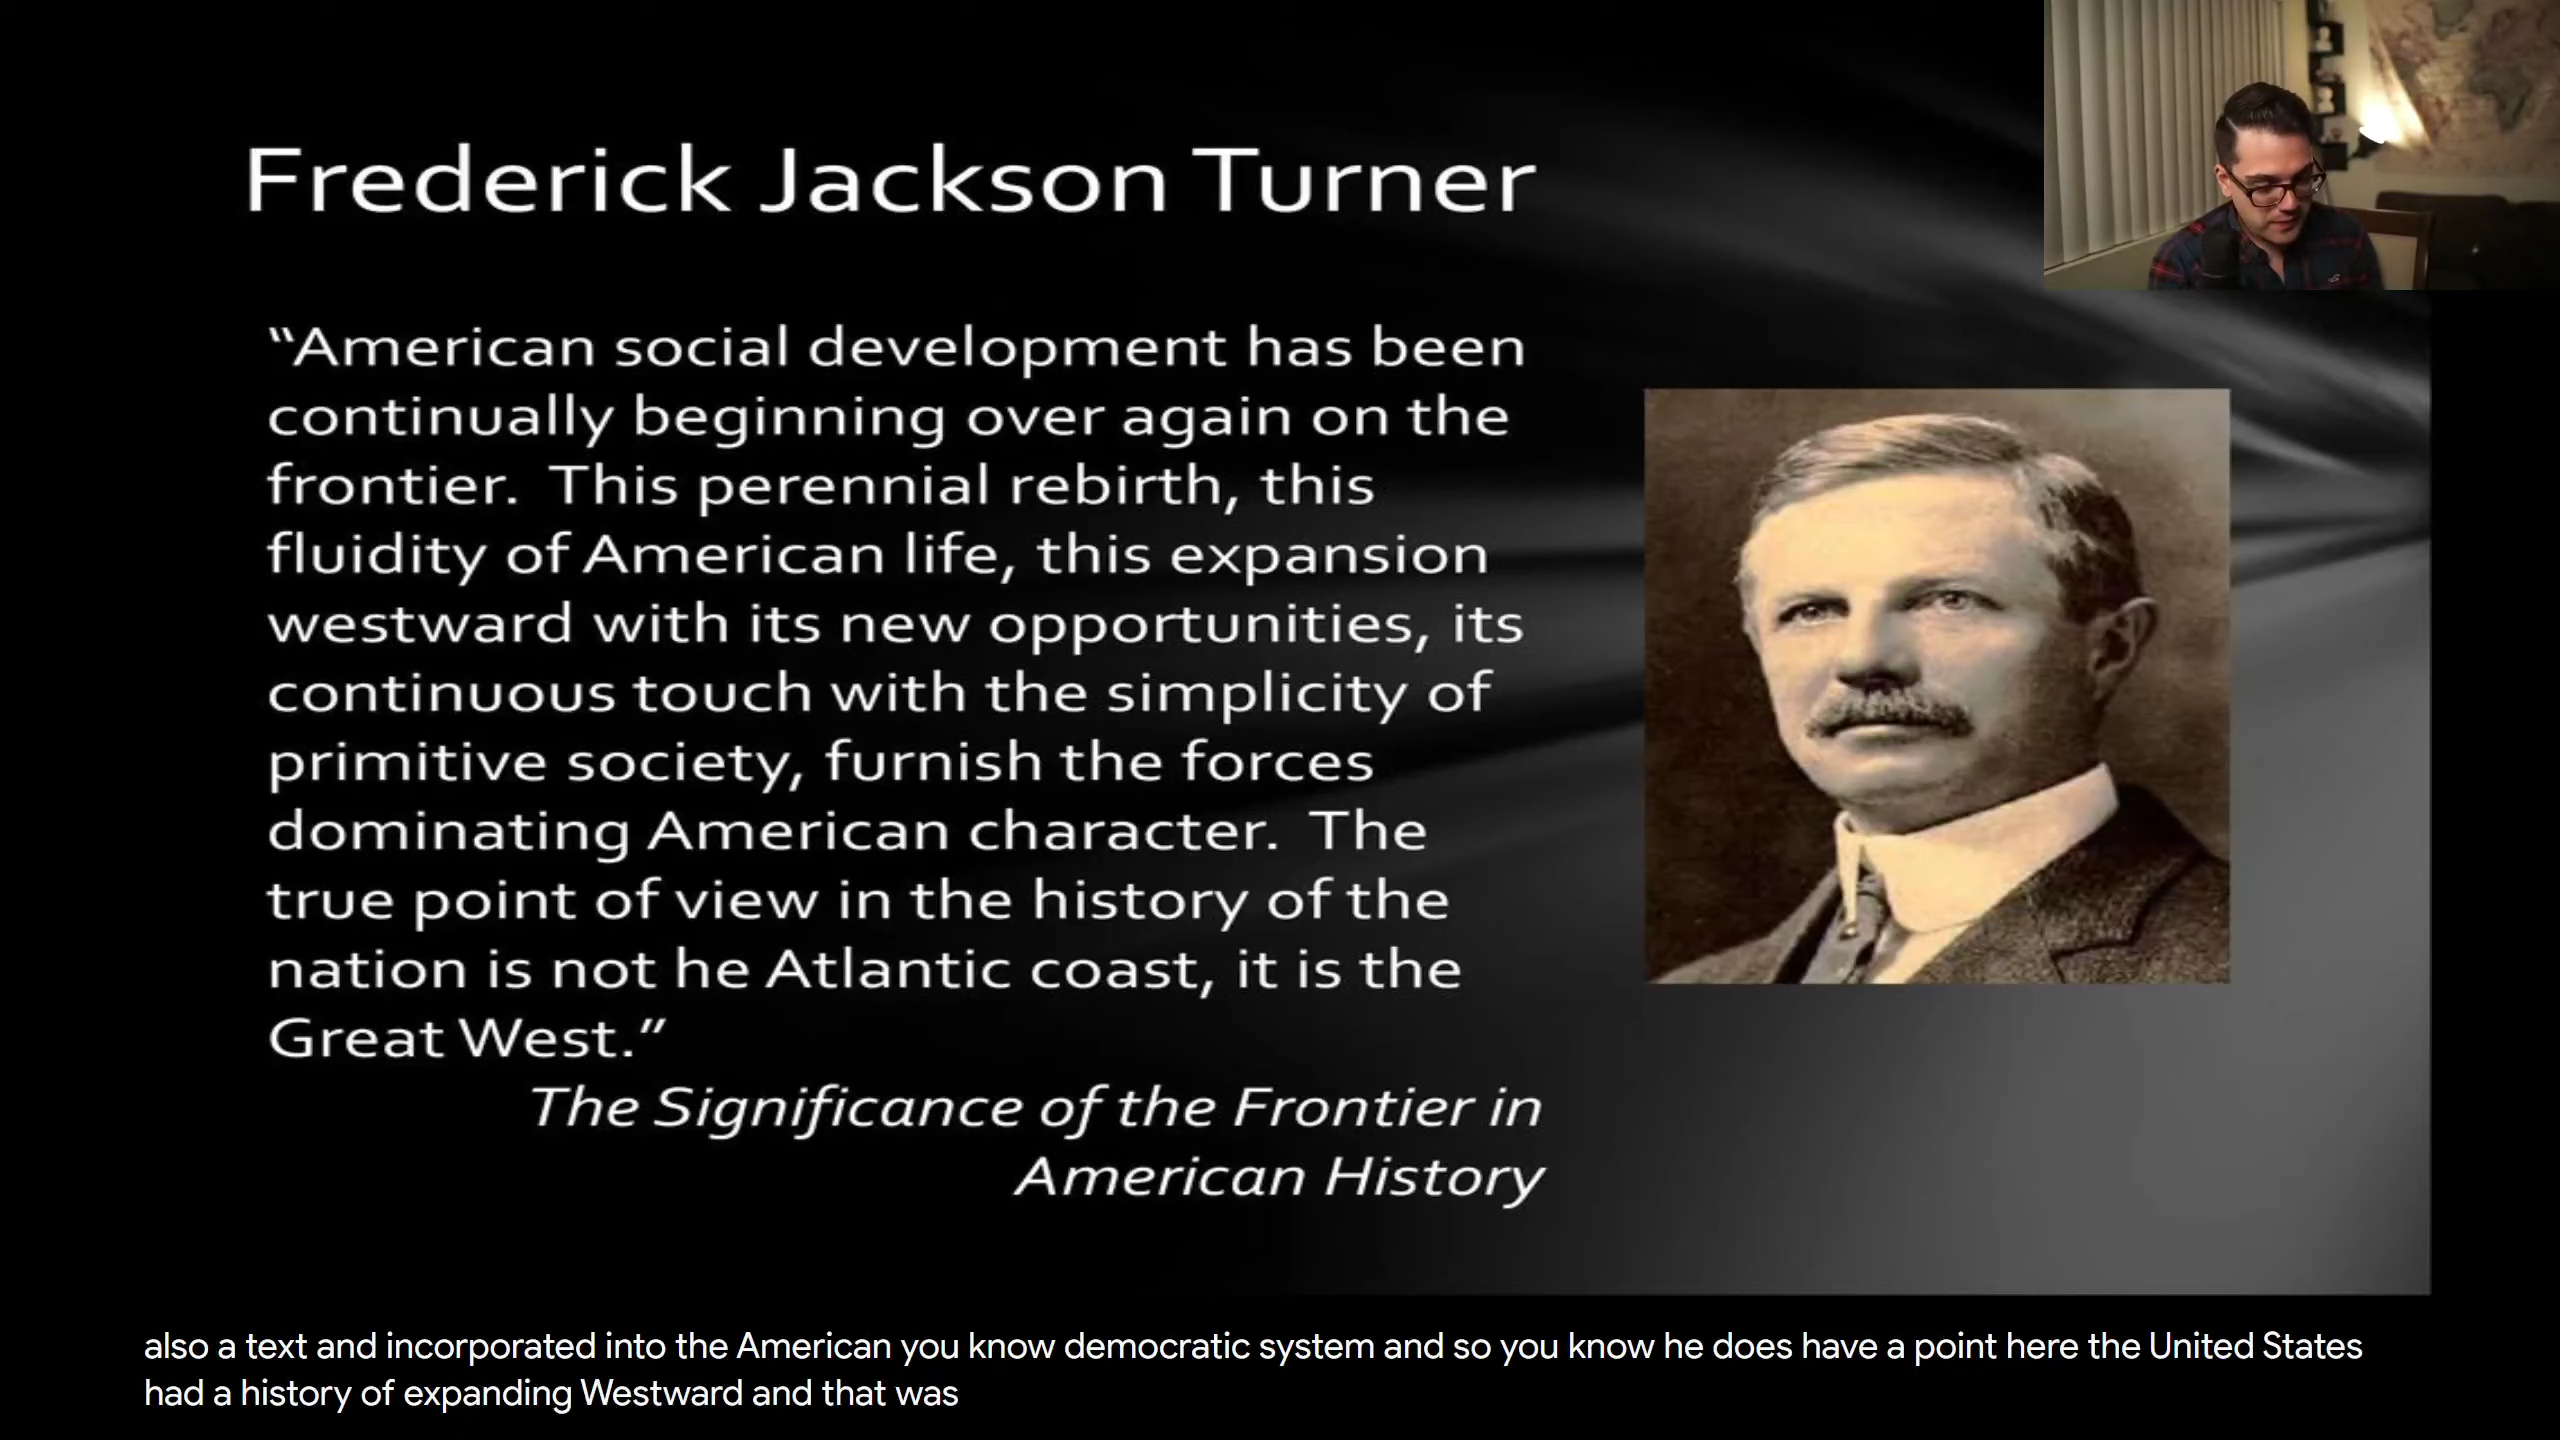 Frederick Jackson Turner
“American social development has been
continually beginning over again on the
frontier.  This perennial rebirth, this
fluidity of American life, this expansion
westward with its new opportunities, its
continuous touch with the simplicity of
primitive society, furnish the forces
dominating American character.  The
true point of view in the history of the
nation is not he Atlantic coast, it is the
Great West.”
The Significance of the Frontier in
American History
also a text and incorporated into the American you know democratic system and so you know he does have a point here the United States
had a history of expanding Westward and that was